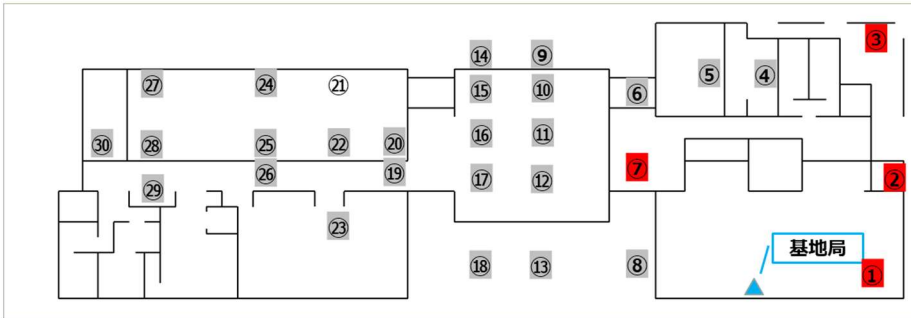 ③
⑭ ⑨
⑤ ④
㉗ ㉔ ㉑ ⑮ ⑩ ⑥
㉚ ㉘ ㉕ ㉒ ⑳ ⑯ ⑪
㉙ ㉖ ⑲ ⑰ ⑫ ⑦ ②
㉓
基地局
⑱ ⑬ ⑧ ①